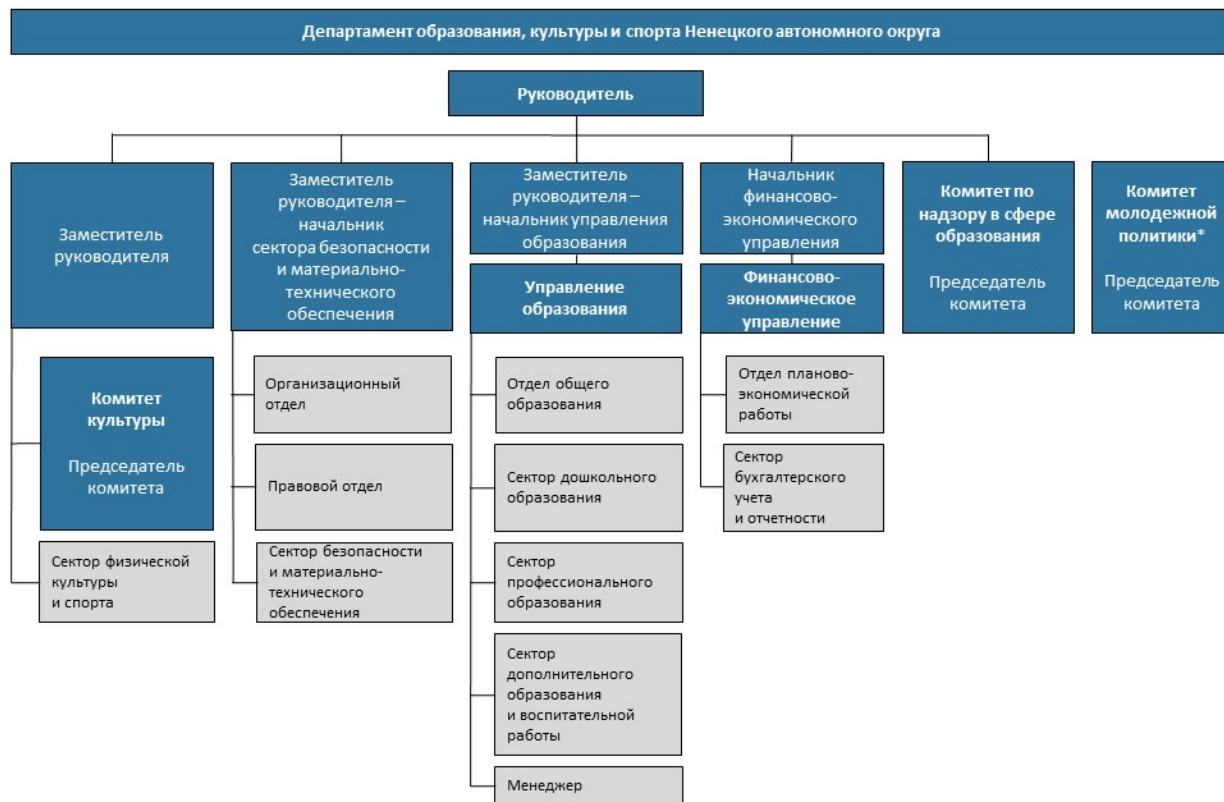 Департамент образования, культуры и спорта Ненецкого автономного округа
Руководитель
Заместитель
руководителя
Заместитель
руководителя –
начальник
сектора безопасности
и материально-
технического
обеспечения
Заместитель
руководителя –
начальник управления
образования
Начальник
финансово-
экономического
управления
Комитет по
надзору в сфере
образования
Председатель
комитета
Комитет
молодежной
политики*
Председатель
комитета
Управление
образования
Финансово-
экономическое
управление
Комитет
культуры
Председатель
комитета
Сектор физической
культуры
и спорта
Организационный
отдел
Правовой отдел
Сектор безопасности
и материально-
технического
обеспечения
Отдел общего
образования
Сектор дошкольного
образования
Сектор
профессионального
образования
Сектор
дополнительного
образования
и воспитательной
работы
Менеджер
Отдел планово-
экономической
работы
Сектор
бухгалтерского
учета
и отчетности